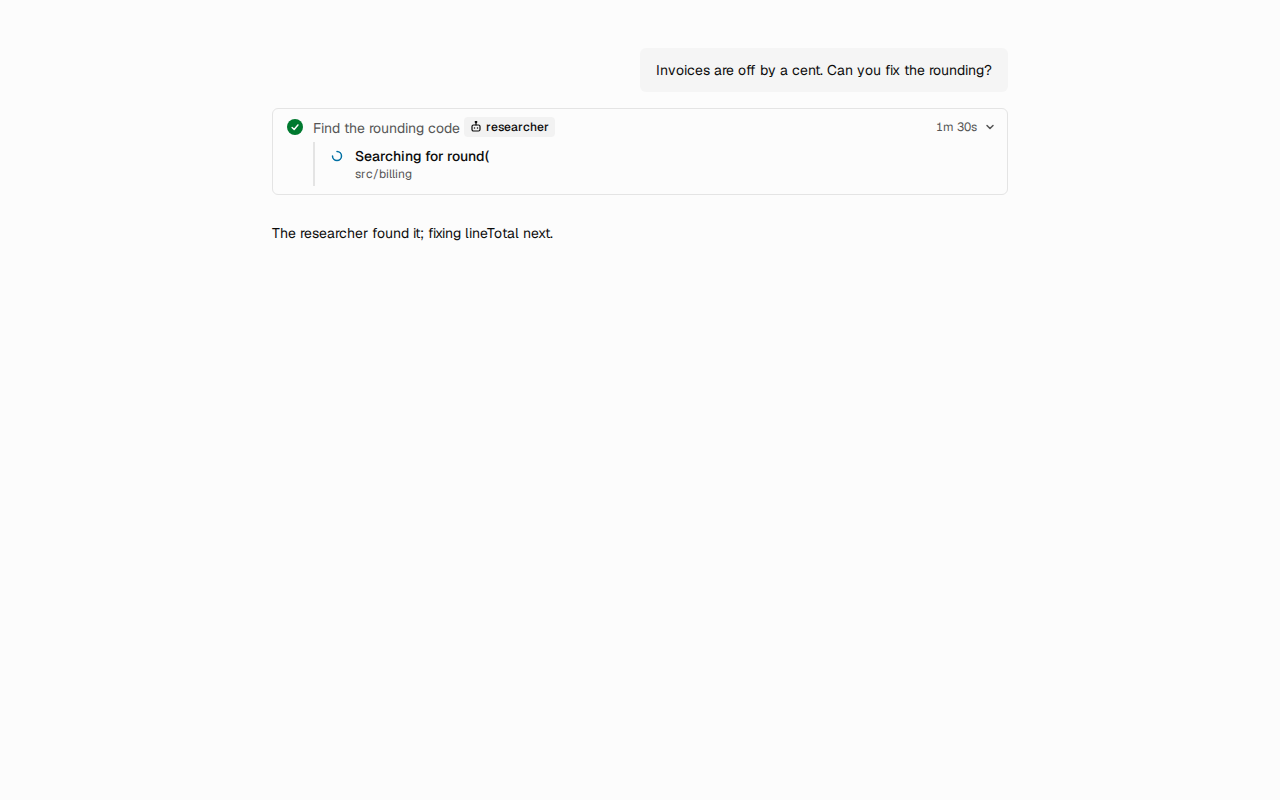 Invoices are off by a cent. Can you fix the rounding?
Find the rounding code researcher 1m 30s
Searching for round(
src/billing
The researcher found it; fixing lineTotal next.